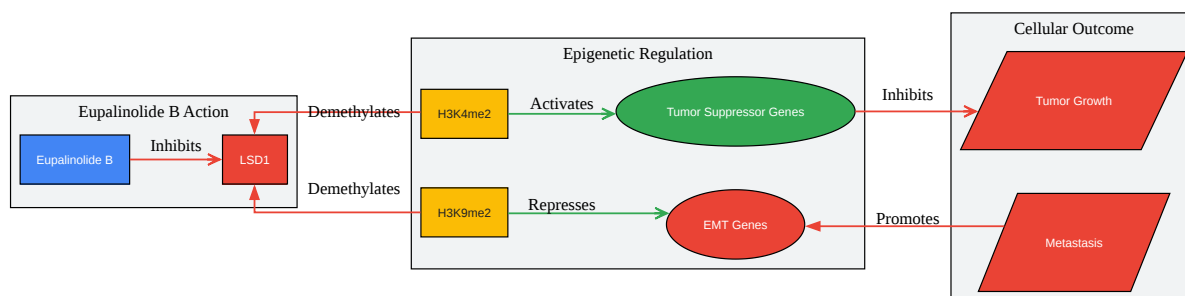 Cellular Outcome
Epigenetic Regulation
Tumor Growth
Inhibits
Activates
Tumor Suppressor Genes
Eupalinolide B Action
Demethylates
H3K4me2
Inhibits
Eupalinolide B
LSD1
Demethylates
H3K9me2
Represses
EMT Genes
Promotes
Metastasis